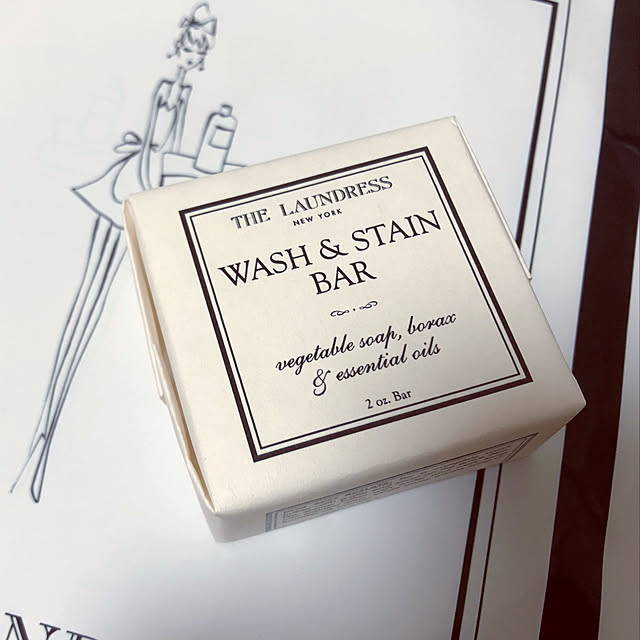 THE LAUNDRESS
NEW YORK
WASH & STAIN
BAR
vegetable soap, borax
& essential oils
2 oz. Bar